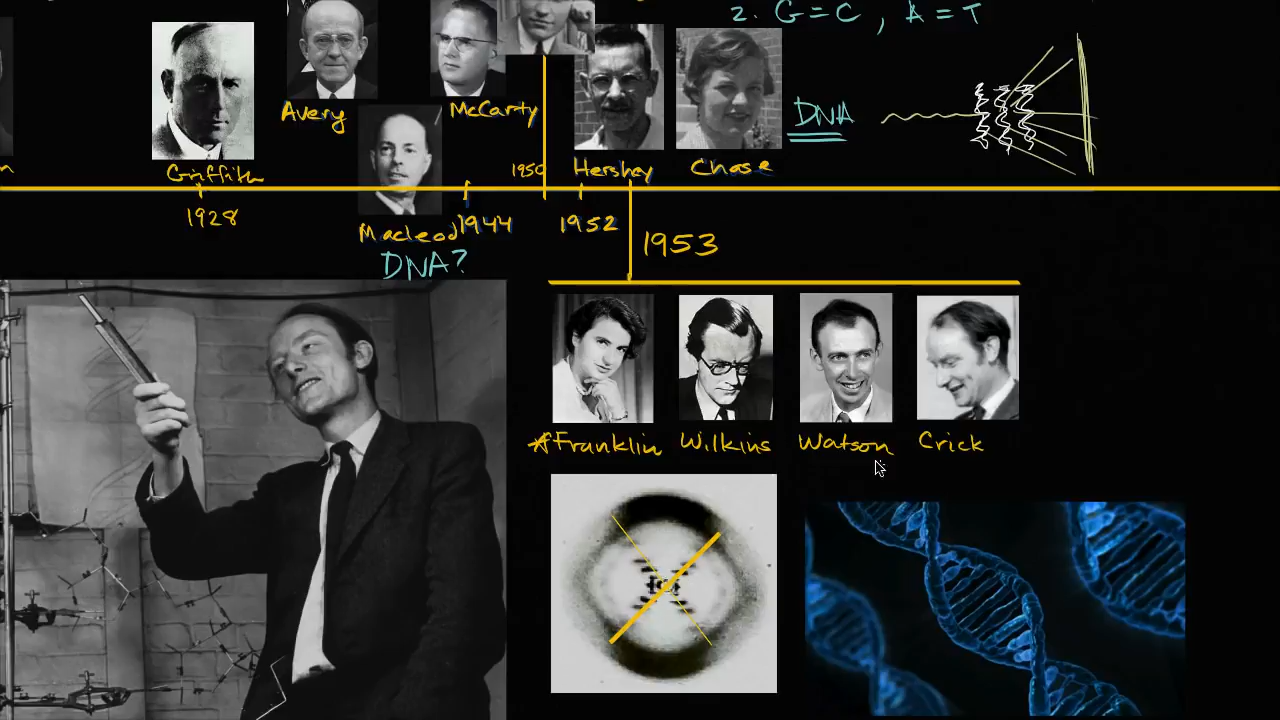 2. G=C, A=T
Avery
McCarty
DNA
n
Griffith
1950
Hershey
Chase
1928
Macleod
1944
1952
1953
DNA?
*Franklin
Wilkins
Watson
Crick